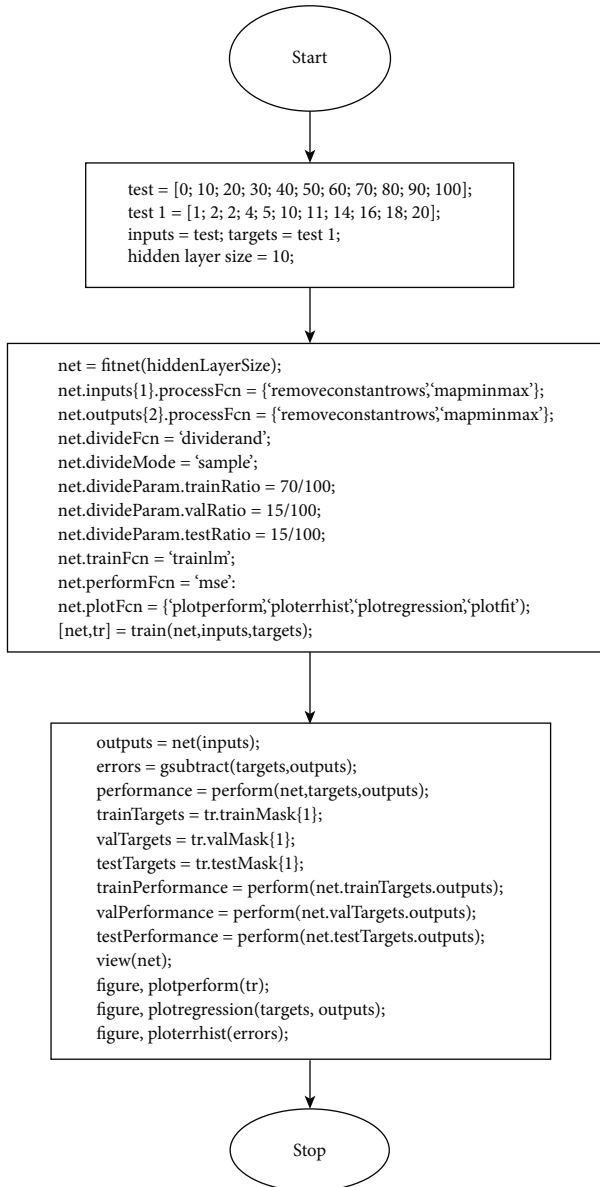 Start
test = [0; 10; 20; 30; 40; 50; 60; 70; 80; 90; 100];
test 1 = [1; 2; 2; 4; 5; 10; 11; 14; 16; 18; 20];
inputs = test; targets = test 1;
hidden layer size = 10;
net = fitnet(hiddenLayerSize);
net.inputs{1}.processFcn = {‘removeconstantrows’,‘mapminmax’};
net.outputs{2}.processFcn = {‘removeconstantrows’,‘mapminmax’};
net.divideFcn = ‘dividerand’;
net.divideMode = ‘sample’;
net.divideParam.trainRatio = 70/100;
net.divideParam.valRatio = 15/100;
net.divideParam.testRatio = 15/100;
net.trainFcn = ‘trainlm’;
net.performFcn = ‘mse’:
net.plotFcn = {‘plotperform’,‘ploterrhist’,‘plotregression’,‘plotfit’);
[net,tr] = train(net,inputs,targets);
outputs = net(inputs);
errors = gsubtract(targets,outputs);
performance = perform(net,targets,outputs);
trainTargets = tr.trainMask{1};
valTargets = tr.valMask{1};
testTargets = tr.testMask{1};
trainPerformance = perform(net.trainTargets.outputs);
valPerformance = perform(net.valTargets.outputs);
testPerformance = perform(net.testTargets.outputs);
view(net);
figure, plotperform(tr);
figure, plotregression(targets, outputs);
figure, ploterrhist(errors);
Stop